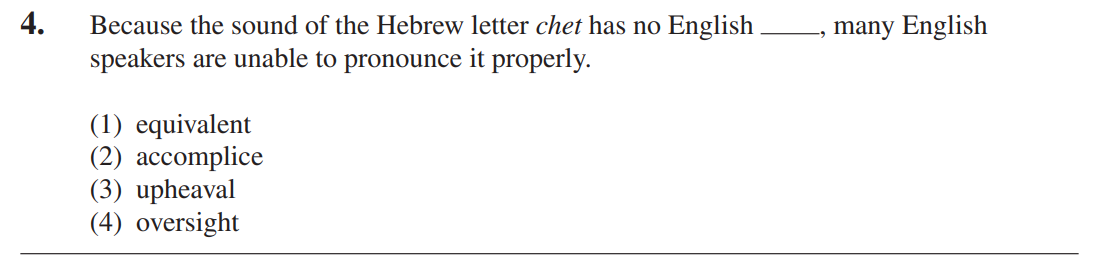 4. Because the sound of the Hebrew letter chet has no English ____, many English
speakers are unable to pronounce it properly.
(1) equivalent
(2) accomplice
(3) upheaval
(4) oversight